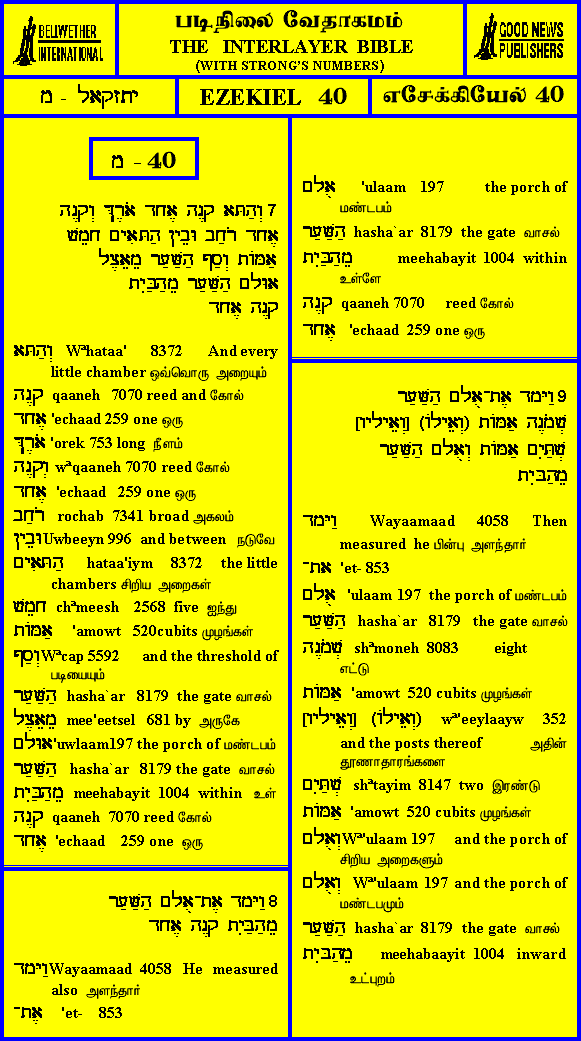 BELLWETHER
INTERNATIONAL
படிநிலை வேதாகமம்
THE INTERLAYER BIBLE
(WITH STRONG'S NUMBERS)
GOOD NEWS
PUBLISHERS
יחזקאל - מ
EZEKIEL 40
எசேக்கியேல் 40
מ - 40
7 וְהַתָּא קָנֶה אֶחָד אֹרֶךְ וְקָנֶה
אֶחָד רֹחַב וּבֵין הַתָּאִים חָמֵשׁ
אַמּוֹת וְסַף הַשַּׁעַר מֵאֵצֶל
אוּלָם הַשַּׁעַר מֵהַבַּיִת
קָנֶה אֶחָד
וְהַתָּא Wªhataa' 8372 And every
little chamber ஒவ்வொரு அறையும்
קָנֶה qaaneh 7070 reed and கோல்
אֶחָד 'echaad 259 one ஒரு
אֹרֶךְ 'orek 753 long நீளம்
וְקָנֶה wªqaaneh 7070 reed கோல்
אֶחָד 'echaad 259 one ஒரு
רֹחַב rochab 7341 broad அகலம்
וּבֵין Uwbeeyn 996 and between நடுவே
הַתָּאִים hataa'iym 8372 the little
chambers சிறிய அறைகள்
חָמֵשׁ chªmeesh 2568 five ஐந்து
אַמּוֹת 'amowt 520cubits முழங்கள்
וְסַף Wªcap 5592 and the threshold of
படியையும்
הַשַּׁעַר hasha`ar 8179 the gate வாசல்
מֵאֵצֶל mee'eetsel 681 by அருகே
אוּלָם 'uwlaam197 the porch of மண்டபம்
הַשַּׁעַר hasha`ar 8179 the gate வாசல்
מֵהַבַּיִת meehabayit 1004 within உள்
קָנֶה qaaneh 7070 reed கோல்
אֶחָד 'echaad 259 one ஒரு
8 וַיָּמָד אֶת־אֻלָם הַשַּׁעַר
מֵהַבַּיִת קָנֶה אֶחָד
וַיָּמָד Wayaamaad 4058 He measured
also அளந்தார்
אֶת־ 'et- 853
אֻלָם 'ulaam 197 the porch of
மண்டபம்
הַשַּׁעַר hasha`ar 8179 the gate வாசல்
מֵהַבַּיִת meehabayit 1004 within
உள்ளே
קָנֶה qaaneh 7070 reed கோல்
אֶחָד 'echaad 259 one ஒரு
9 וַיָּמָד אֶת־אֻלָם הַשַּׁעַר
שְׁמֹנֶה אַמּוֹת (וְאֵילוֹ) [וְאֵילָיו]
שְׁתַּיִם אַמּוֹת וְאֻלָם הַשַּׁעַר
מֵהַבָּיִת
וַיָּמָד Wayaamaad 4058 Then
measured he பின்பு அளந்தார்
אֶת־ 'et- 853
אֻלָם 'ulaam 197 the porch of மண்டபம்
הַשַּׁעַר hasha`ar 8179 the gate வாசல்
שְׁמֹנֶה shªmoneh 8083 eight
எட்டு
אַמּוֹת 'amowt 520 cubits முழங்கள்
(וְאֵילוֹ) [וְאֵילָיו] wª'eeylaayw 352
and the posts thereof அதின்
தூணாதாரங்களை
שְׁתַּיִם shªtayim 8147 two இரண்டு
אַמּוֹת 'amowt 520 cubits முழங்கள்
וְאֻלָם Wª'ulaam 197 and the porch of
சிறிய அறைகளும்
וְאֻלָם Wª'ulaam 197 and the porch of
மண்டபமும்
הַשַּׁעַר hasha`ar 8179 the gate வாசல்
מֵהַבָּיִת meehabaayit 1004 inward
உட்புறம்